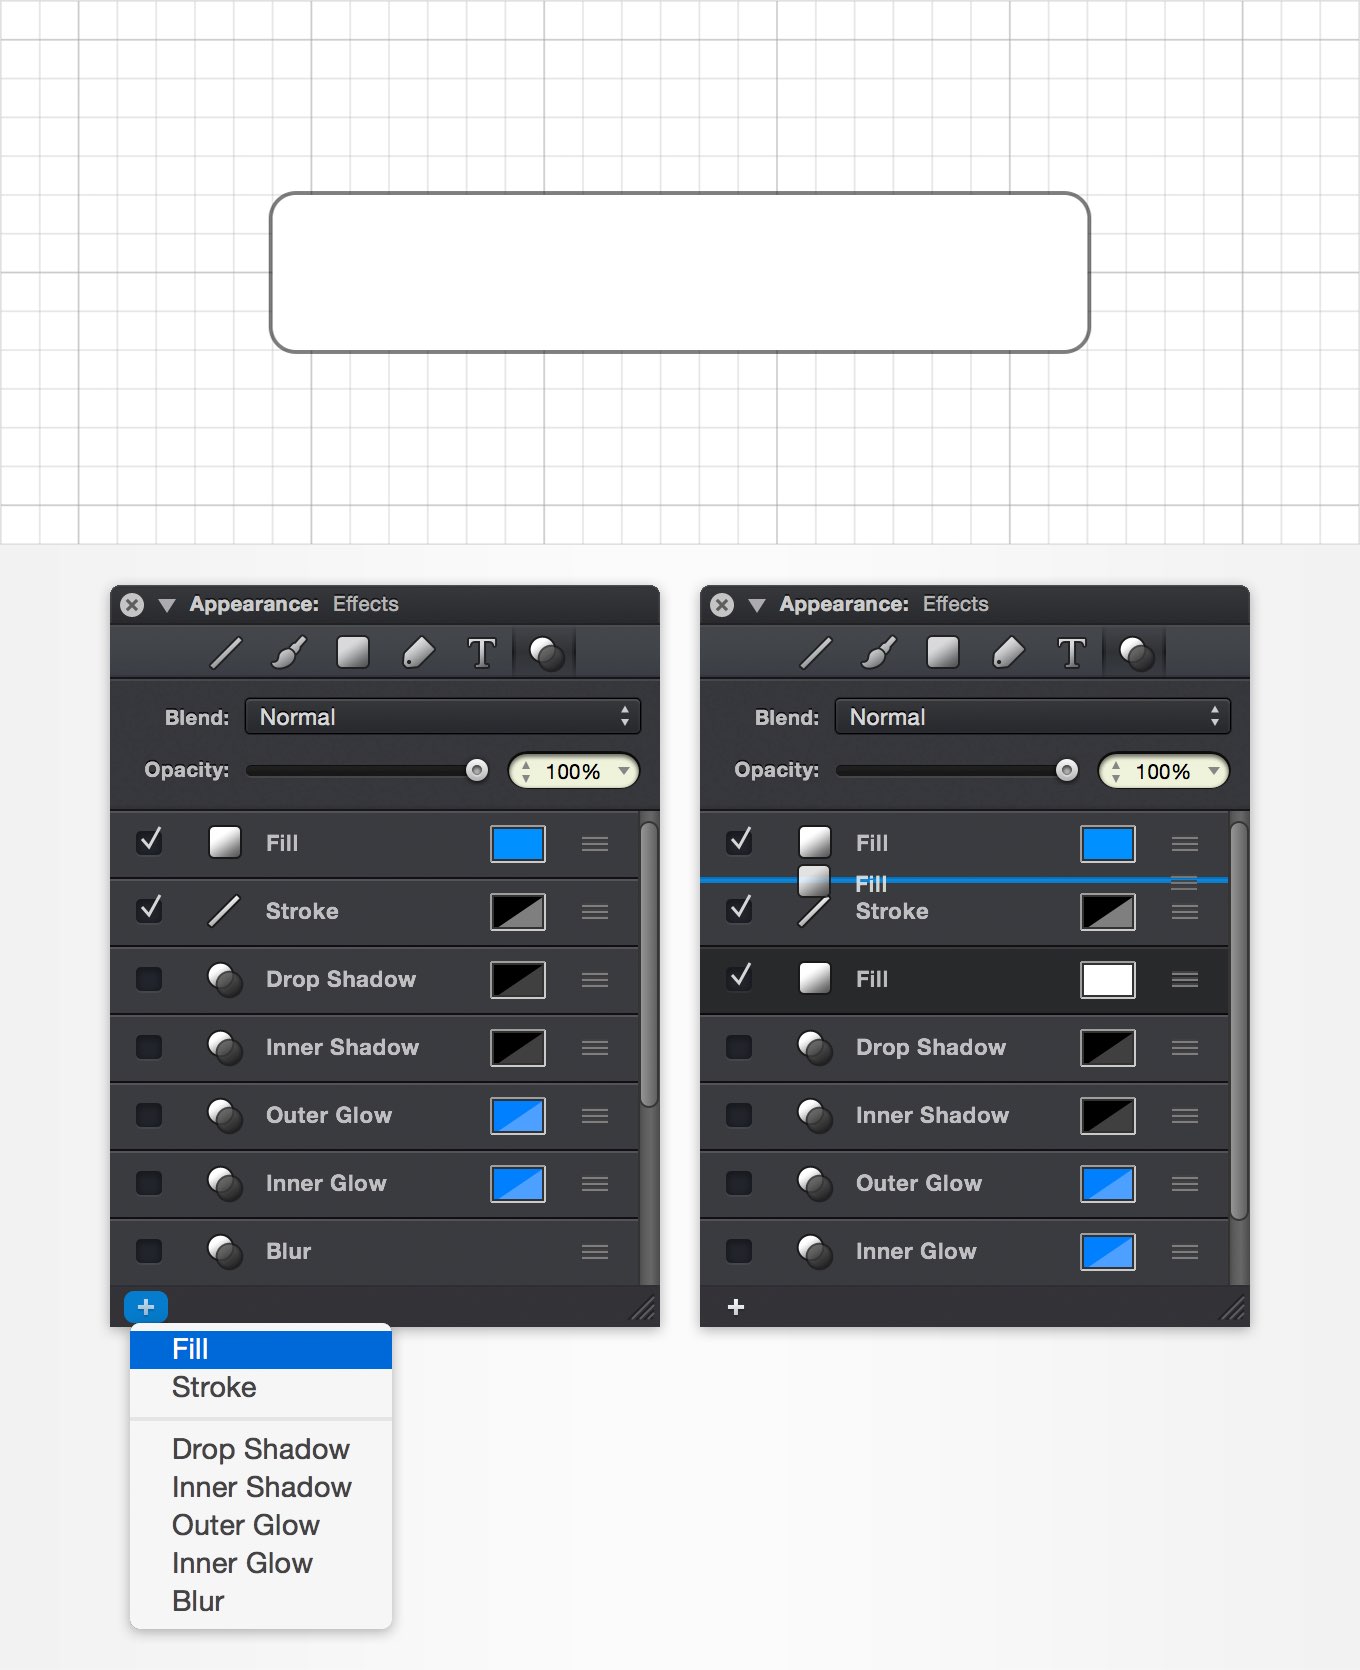 Appearance: Effects
T
Blend: Normal
Opacity: 100%
Fill
Stroke
Drop Shadow
Inner Shadow
Outer Glow
Inner Glow
Blur
+
Fill
Stroke
Drop Shadow
Inner Shadow
Outer Glow
Inner Glow
Blur
Appearance: Effects
T
Blend: Normal
Opacity: 100%
Fill
Fill
Stroke
Fill
Drop Shadow
Inner Shadow
Outer Glow
Inner Glow
+